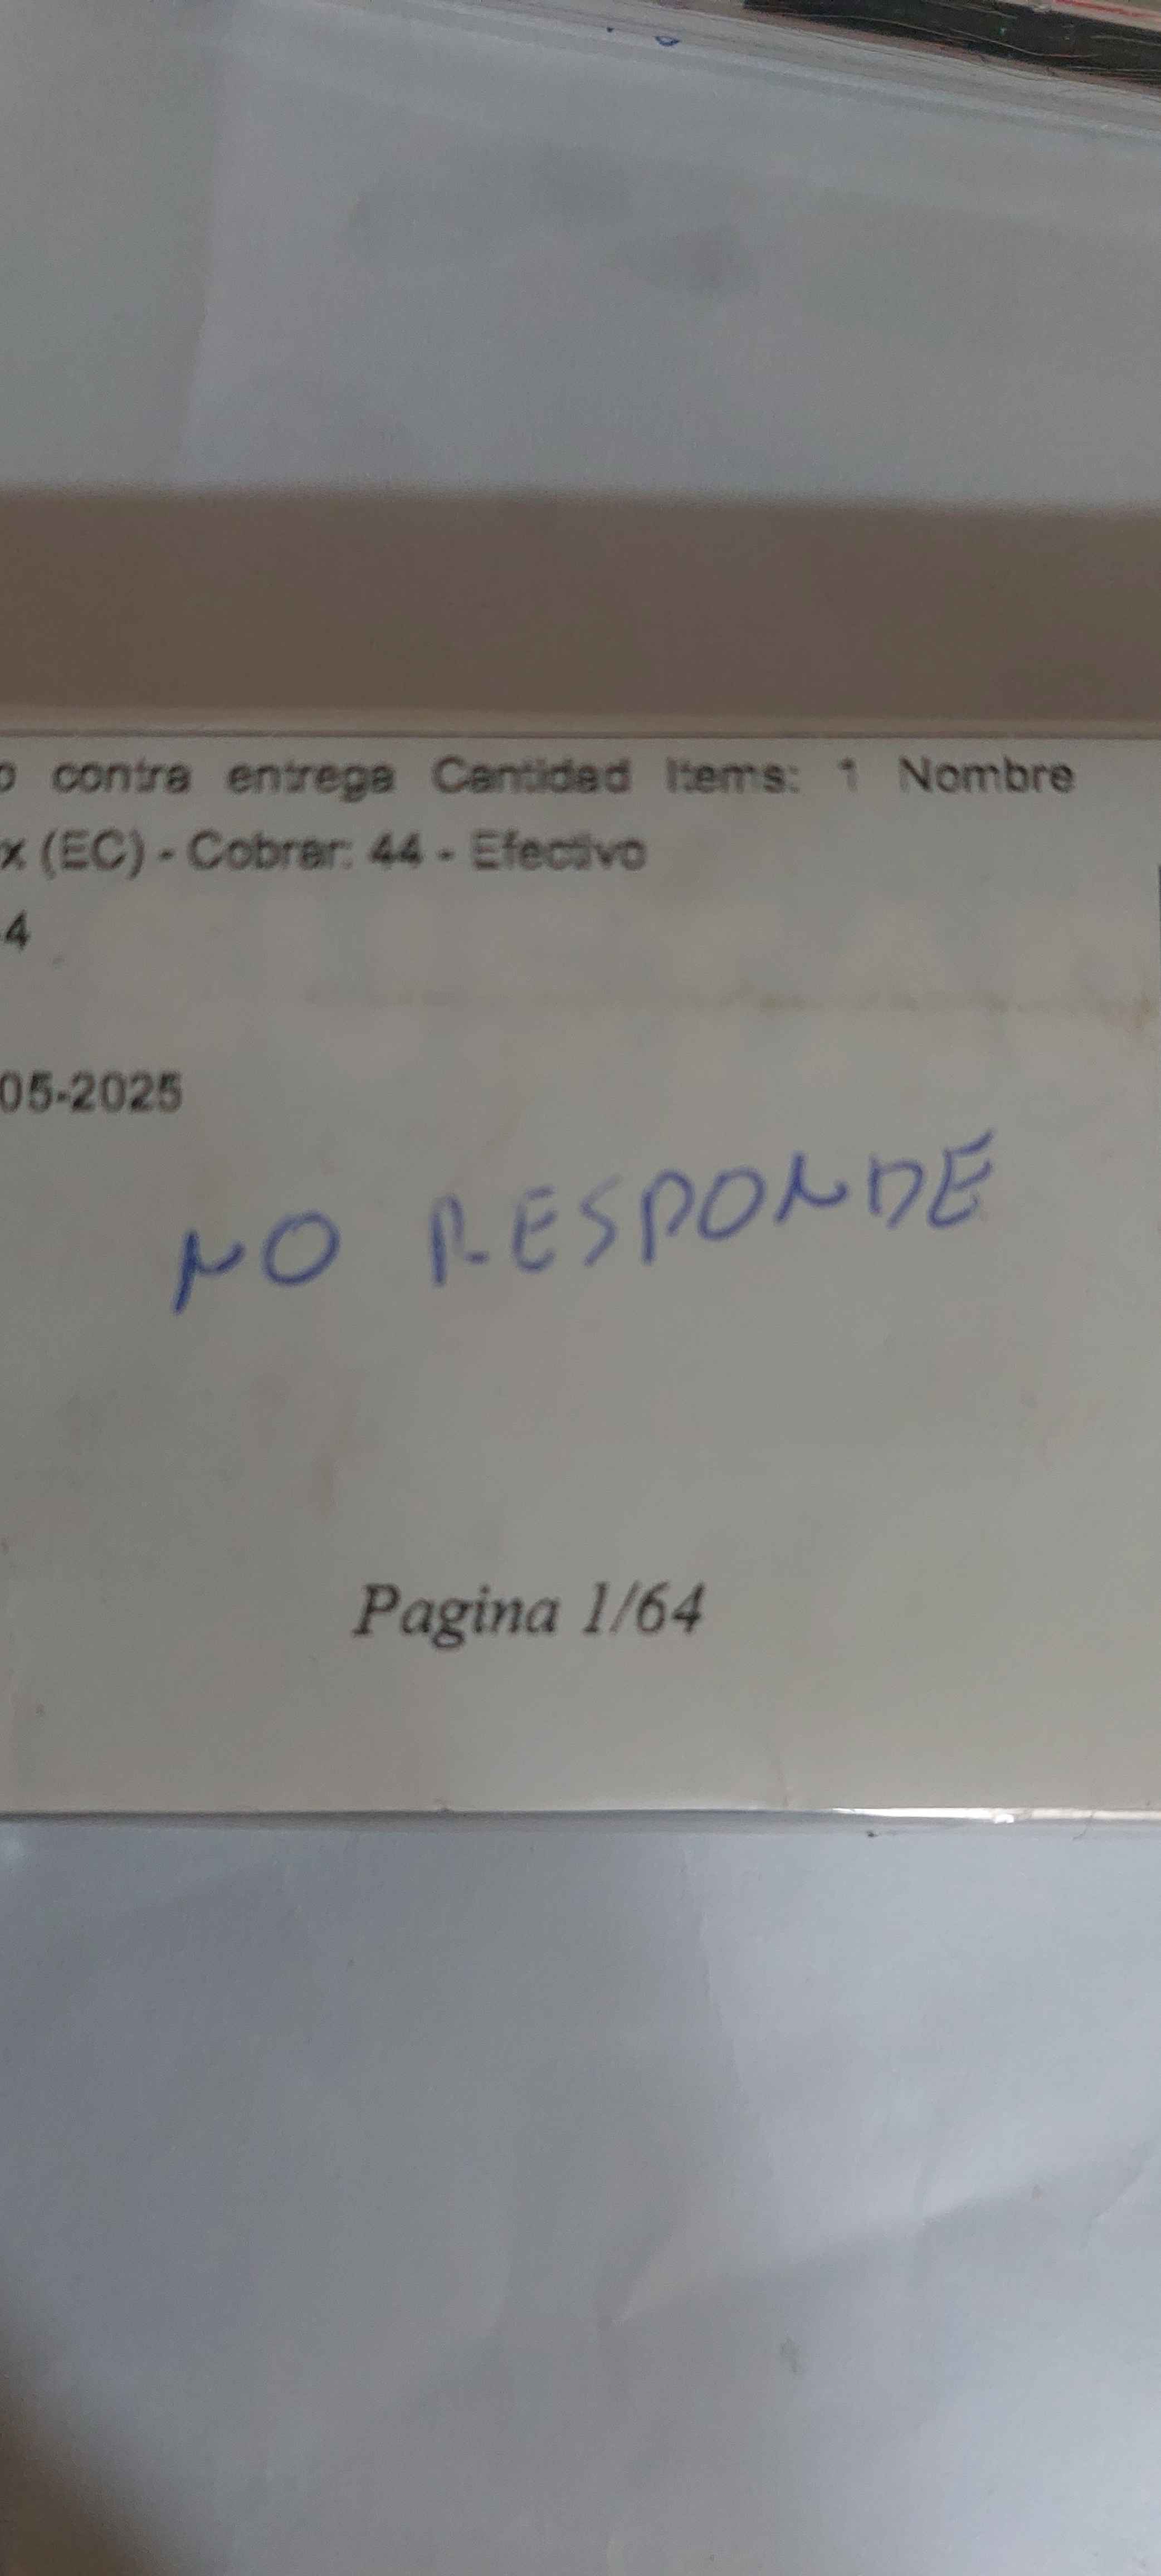 o contra entrega Cantidad Items: 1 Nombre
x (EC) - Cobrar: 44 - Efectivo
4
05-2025
NO RESPONDE
Pagina 1/64